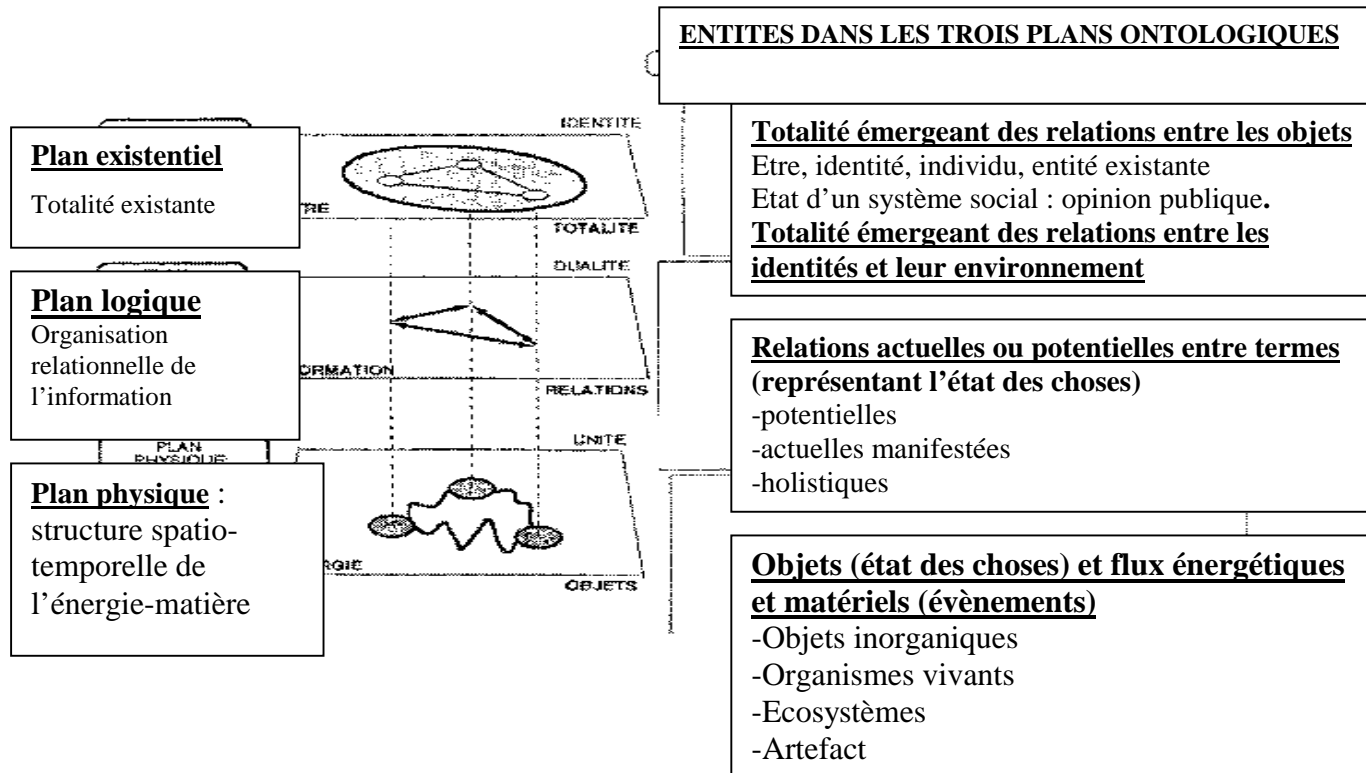 ENTITES DANS LES TROIS PLANS ONTOLOGIQUES
Plan existentiel
Totalité existante
IDENTITE
TRE
TOTALITE
Totalité émergeant des relations entre les objets
Etre, identité, individu, entité existante
Etat d’un système social : opinion publique.
Totalité émergeant des relations entre les
identités et leur environnement
Plan logique
Organisation
relationnelle de
l’information
QUALITE
ORMATION
RELATIONS
Relations actuelles ou potentielles entre termes
(représentant l’état des choses)
-potentielles
-actuelles manifestées
-holistiques
PLAN
PHYSIQUE
Plan physique :
structure spatio-
temporelle de
l’énergie-matière
UNITE
RGIE
OBJETS
Objets (état des choses) et flux énergétiques
et matériels (évènements)
-Objets inorganiques
-Organismes vivants
-Ecosystèmes
-Artefact